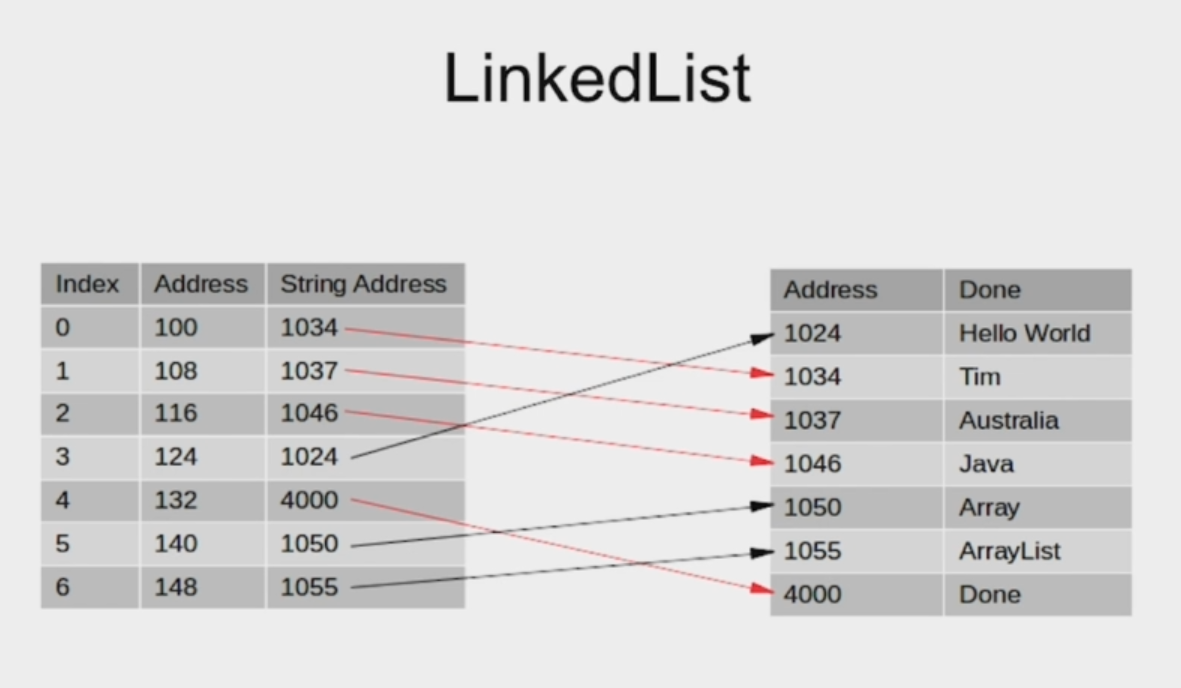 LinkedList
Index Address String Address
0 100 1034
1 108 1037
2 116 1046
3 124 1024
4 132 4000
5 140 1050
6 148 1055
Address Done
1024 Hello World
1034 Tim
1037 Australia
1046 Java
1050 Array
1055 ArrayList
4000 Done